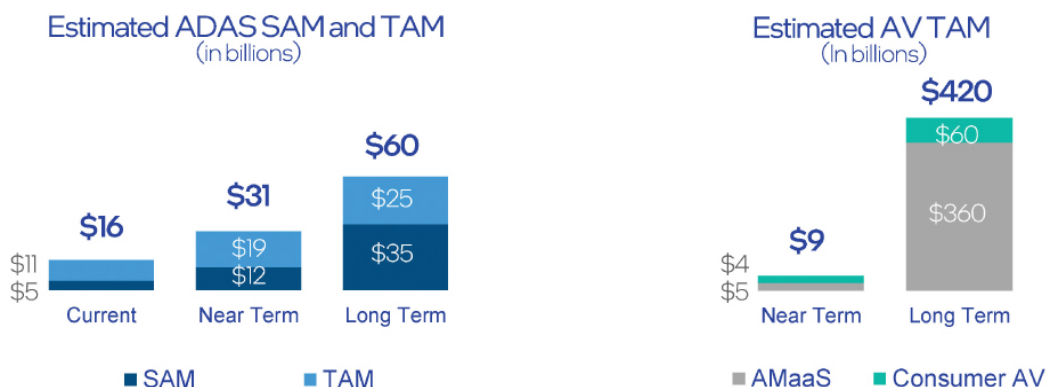 Estimated ADAS SAM and TAM
(in billions)
$60
$31
$16
$25
$19
$11
$35
$12
$5
Current
Near Term
Long Term
SAM
TAM
Estimated AV TAM
(In billions)
$420
$60
$360
$9
$4
$5
Near Term
Long Term
AMaaS
Consumer AV